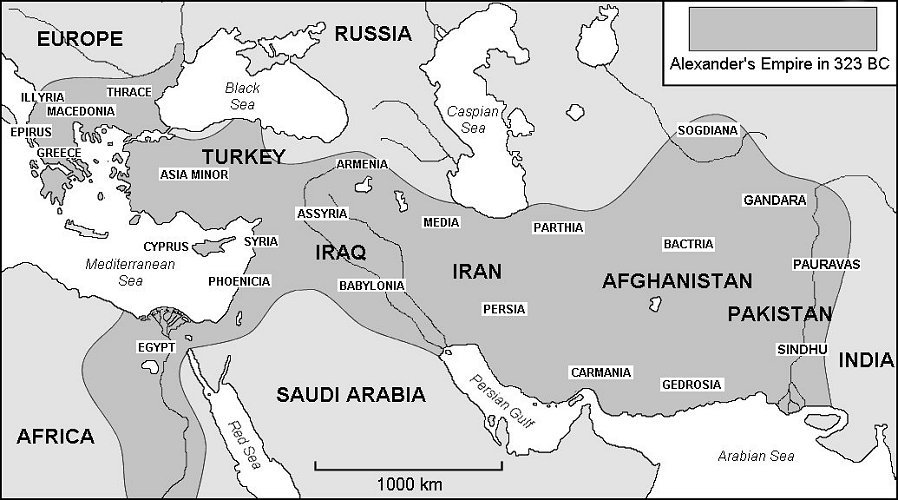 EUROPE
RUSSIA
Alexander's Empire in 323 BC
ILLYRIA
THRACE
MACEDONIA
Black
Sea
Caspian
Sea
EPIRUS
GREECE
TURKEY
SOGDIANA
ASIA MINOR
ARMENIA
GANDARA
ASSYRIA
MEDIA
PARTHIA
CYPRUS
SYRIA
IRAQ
BACTRIA
Mediterranean
Sea
PHOENICIA
BABYLONIA
IRAN
AFGHANISTAN
PAURAVAS
PERSIA
PAKISTAN
EGYPT
SINDHU
INDIA
CARMANIA
GEDROSIA
SAUDI ARABIA
Persian Gulf
AFRICA
Red Sea
Arabian Sea
1000 km